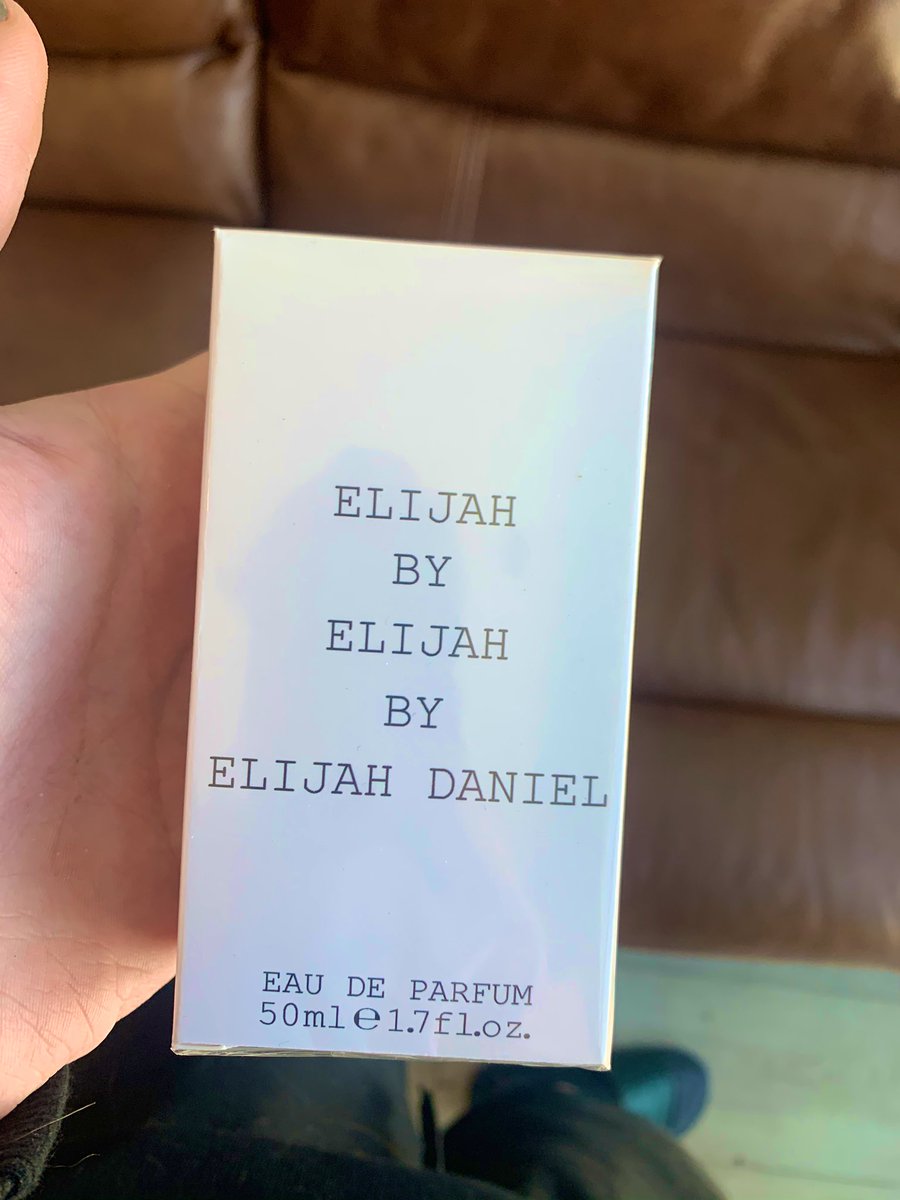 ELIJAH
BY
ELIJAH
BY
ELIJAH DANIEL
EAU DE PARFUM
50ml℮1.7fl.oz.